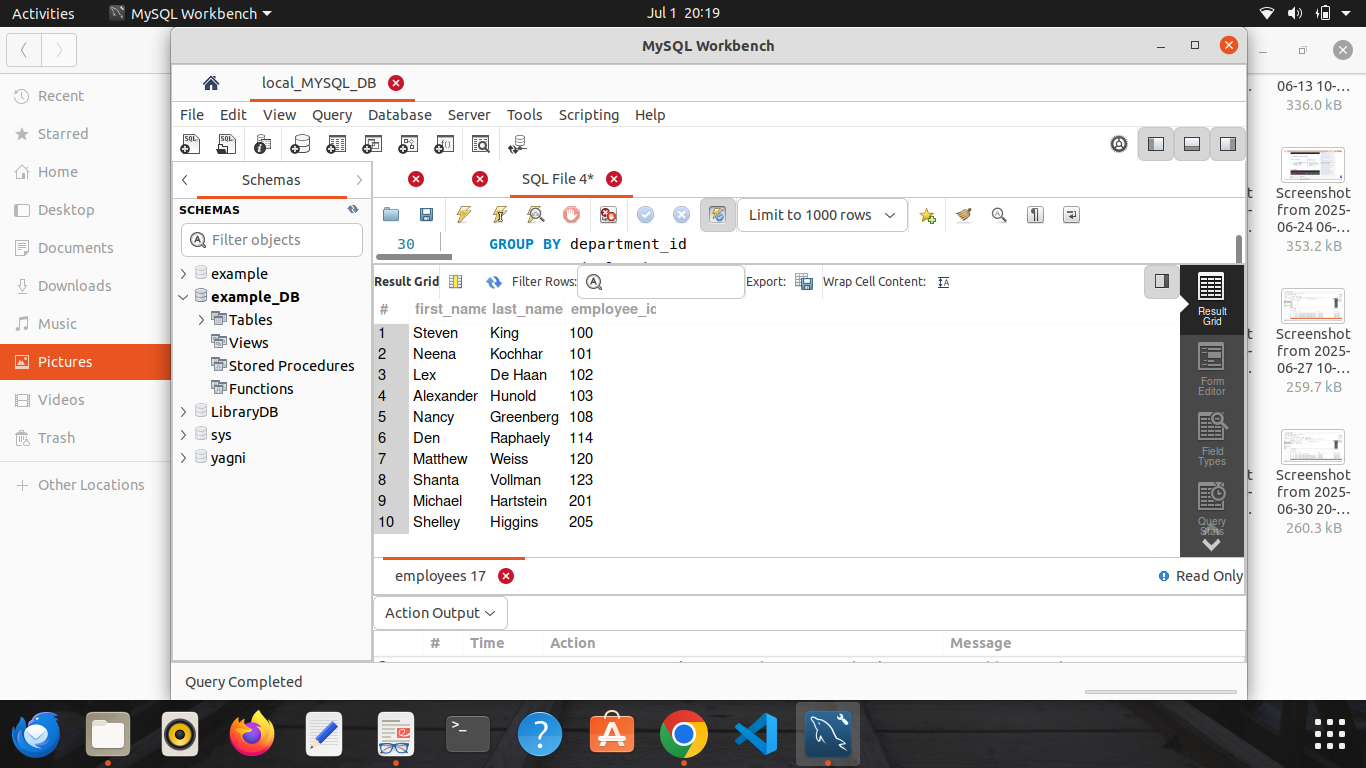 Activities
MySQL Workbench
Jul 1 20:19
MySQL Workbench
local_MYSQL_DB
File Edit View Query Database Server Tools Scripting Help
Schemas
SQL File 4*
SCHEMAS
Filter objects
example
example_DB
Tables
Views
Stored Procedures
Functions
LibraryDB
sys
yagni
Limit to 1000 rows
30 GROUP BY department_id
Result Grid Filter Rows: Export: Wrap Cell Content:
# first_name last_name employee_id
1 Steven King 100
2 Neena Kochhar 101
3 Lex De Haan 102
4 Alexander Hunold 103
5 Nancy Greenberg 108
6 Den Raphaely 114
7 Matthew Weiss 120
8 Shanta Vollman 123
9 Michael Hartstein 201
10 Shelley Higgins 205
Result
Grid
Form
Editor
Field
Types
Query
Stats
employees 17
Read Only
Action Output
# Time Action Message
Query Completed
Recent
Starred
Home
Desktop
Documents
Downloads
Music
Pictures
Videos
Trash
Other Locations
06-13 10-...
336.0 kB
Screenshot
from 2025-
06-24 06-...
353.2 kB
Screenshot
from 2025-
06-27 10-...
259.7 kB
Screenshot
from 2025-
06-30 20-...
260.3 kB